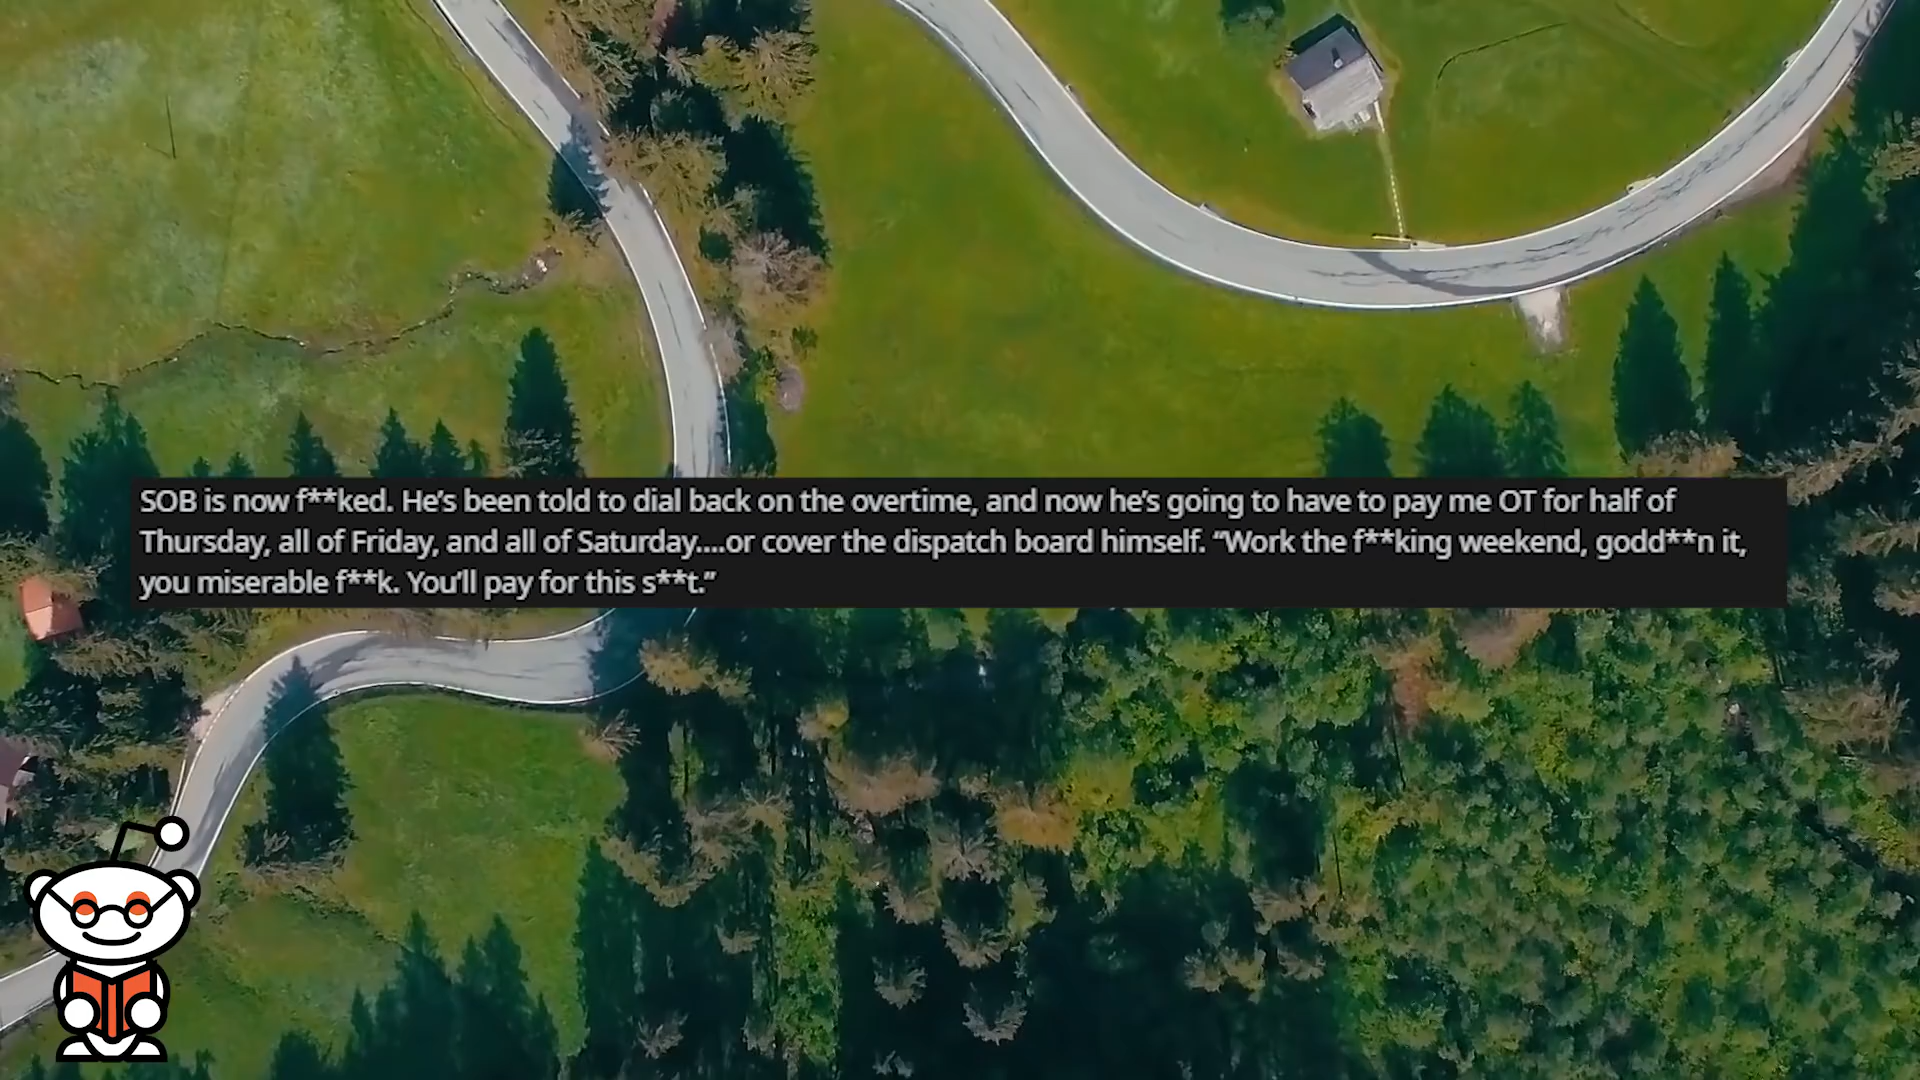 SOB is now f**ked. He's been told to dial back on the overtime, and now he's going to have to pay me OT for half of
Thursday, all of Friday, and all of Saturday....or cover the dispatch board himself. “Work the f**king weekend, godd**n it,
you miserable f**k. You'll pay for this s**t.”